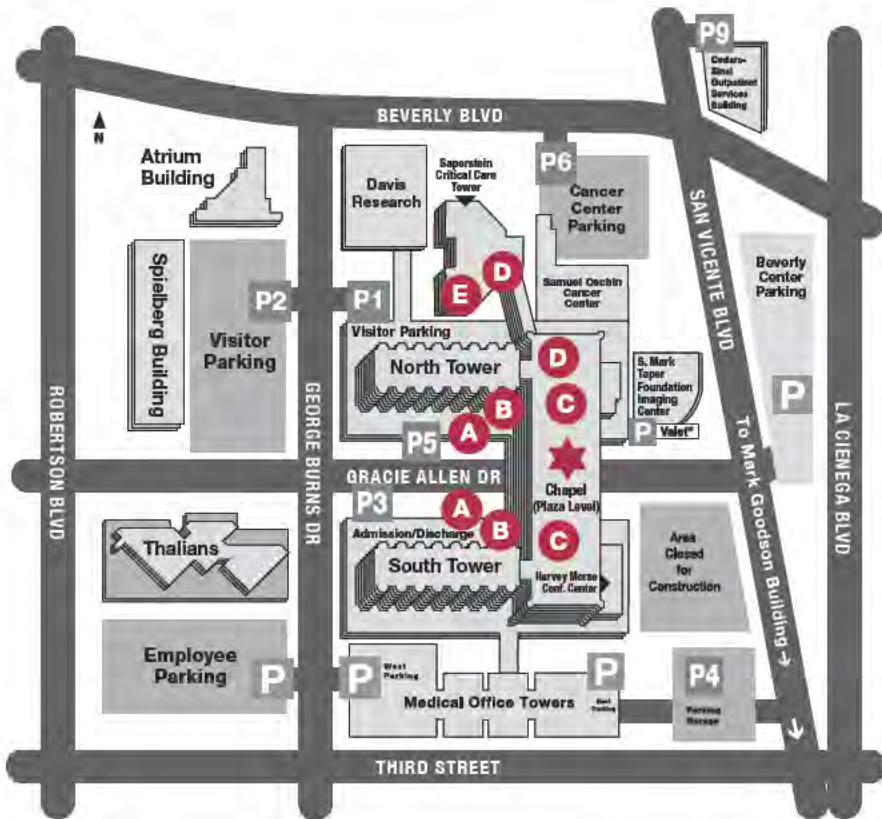 P9
Cedars-
Sinai
Outpatient
Services
Building
BEVERLY BLVD
N
Atrium
Building
Davis
Research
Saperstein
Critical Care
Tower
P6
Cancer
Center
Parking
SAN VICENTE BLVD
Spielberg Building
P2
P1
Visitor
Parking
D
E
Samuel Oschin
Cancer
Center
Beverly
Center
Parking
P
Visitor Parking
North Tower
D
C
B
A
P5
S. Mark
Taper
Foundation
Imaging
Center
P
Valet*
ROBERTSON BLVD
GEORGE BURNS DR
LA CIENEGA BLVD
GRACIE ALLEN DR
Chapel
(Plaza Level)
To Mark Goodson Building →
P3
A
B
C
Admission/Discharge
South Tower
Harvey Morse
Conf. Center
Thalians
Area
Closed
for
Construction
Employee
Parking
P
P
West
Parking
Medical Office Towers
P
East
Parking
P4
Parking
Garage
THIRD STREET